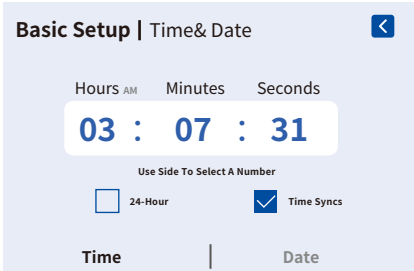 Basic Setup | Time& Date
Hours AM Minutes Seconds
03 : 07 : 31
Use Side To Select A Number
24-Hour Time Syncs
Time | Date